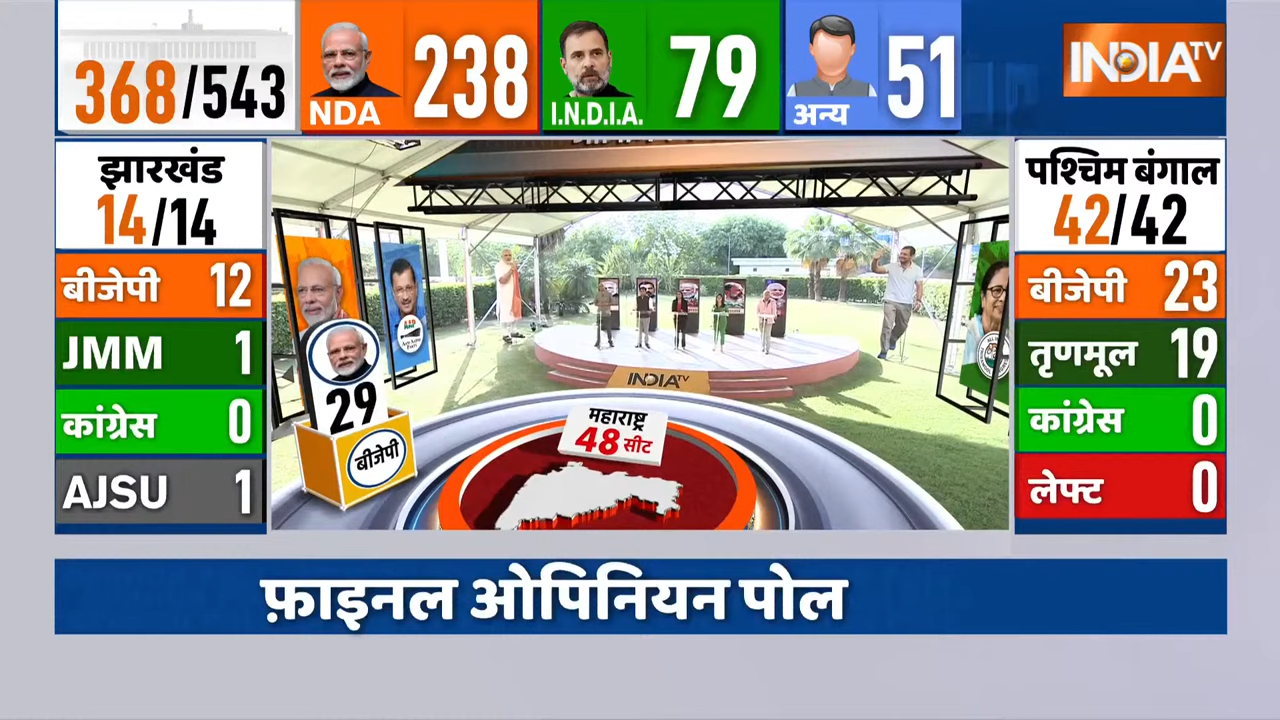 368/543
NDA
238
I.N.D.I.A.
79
अन्य
51
INDIA TV
झारखंड
14/14
बीजेपी 12
JMM 1
कांग्रेस 0
AJSU 1
29
बीजेपी
INDIA TV
महाराष्ट्र
48 सीट
पश्चिम बंगाल
42/42
बीजेपी 23
तृणमूल 19
कांग्रेस 0
लेफ्ट 0
फ़ाइनल ओपिनियन पोल